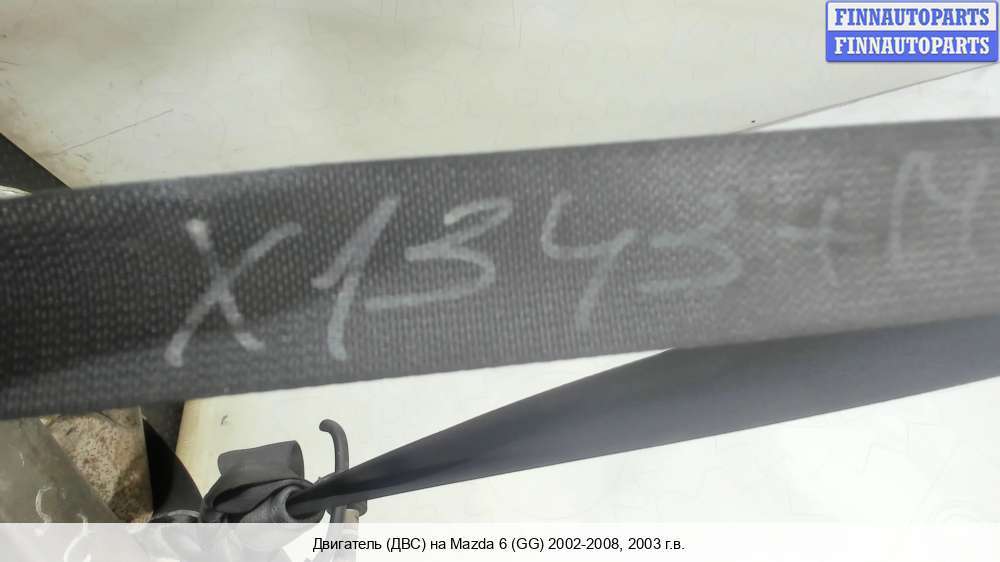 FINNAUTOPARTS
FINNAUTOPARTS
X1343+M
Двигатель (ДВС) на Mazda 6 (GG) 2002-2008, 2003 г.в.